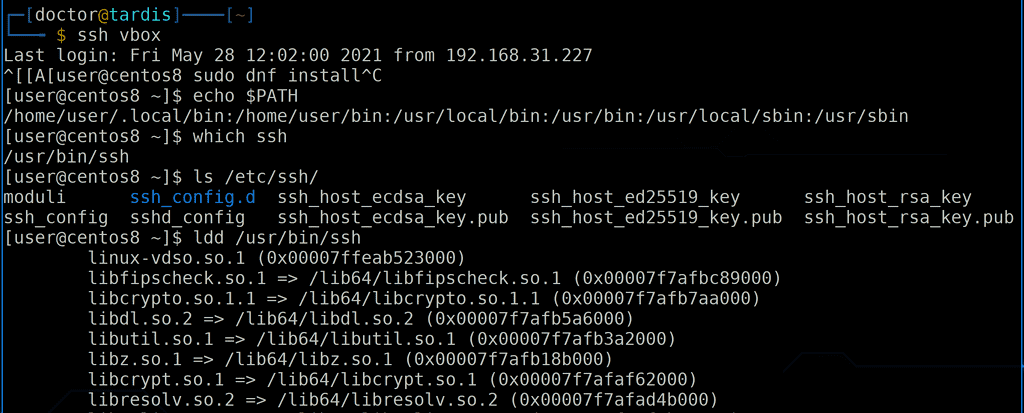 ┌─[doctor@tardis]────[~]
└──╼ $ ssh vbox
Last login: Fri May 28 12:02:00 2021 from 192.168.31.227
^[[A[user@centos8 sudo dnf install^C
[user@centos8 ~]$ echo $PATH
/home/user/.local/bin:/home/user/bin:/usr/local/bin:/usr/bin:/usr/local/sbin:/usr/sbin
[user@centos8 ~]$ which ssh
/usr/bin/ssh
[user@centos8 ~]$ ls /etc/ssh/
moduli      ssh_config.d  ssh_host_ecdsa_key      ssh_host_ed25519_key      ssh_host_rsa_key
ssh_config  sshd_config   ssh_host_ecdsa_key.pub  ssh_host_ed25519_key.pub  ssh_host_rsa_key.pub
[user@centos8 ~]$ ldd /usr/bin/ssh
        linux-vdso.so.1 (0x00007ffeab523000)
        libfipscheck.so.1 => /lib64/libfipscheck.so.1 (0x00007f7afbc89000)
        libcrypto.so.1.1 => /lib64/libcrypto.so.1.1 (0x00007f7afb7aa000)
        libdl.so.2 => /lib64/libdl.so.2 (0x00007f7afb5a6000)
        libutil.so.1 => /lib64/libutil.so.1 (0x00007f7afb3a2000)
        libz.so.1 => /lib64/libz.so.1 (0x00007f7afb18b000)
        libcrypt.so.1 => /lib64/libcrypt.so.1 (0x00007f7afaf62000)
        libresolv.so.2 => /lib64/libresolv.so.2 (0x00007f7afad4b000)